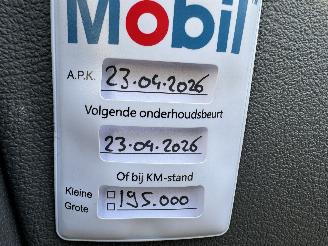 Mobil
A.P.K. 23.04.2026
Volgende onderhoudsbeurt
23.04.2026
Of bij KM-stand
Kleine
Grote
195.000